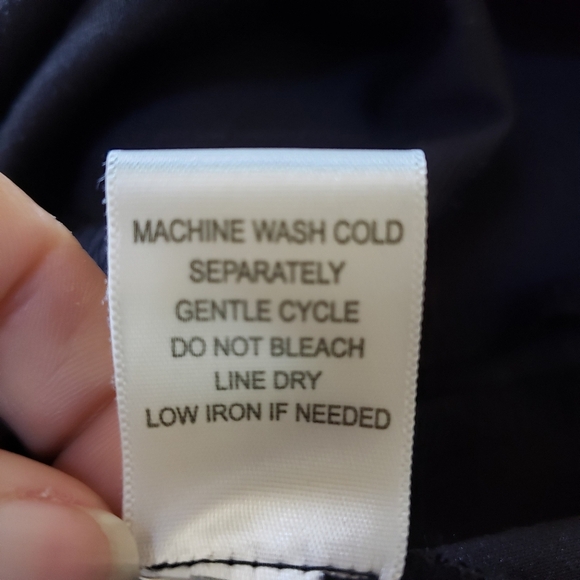 MACHINE WASH COLD
SEPARATELY
GENTLE CYCLE
DO NOT BLEACH
LINE DRY
LOW IRON IF NEEDED